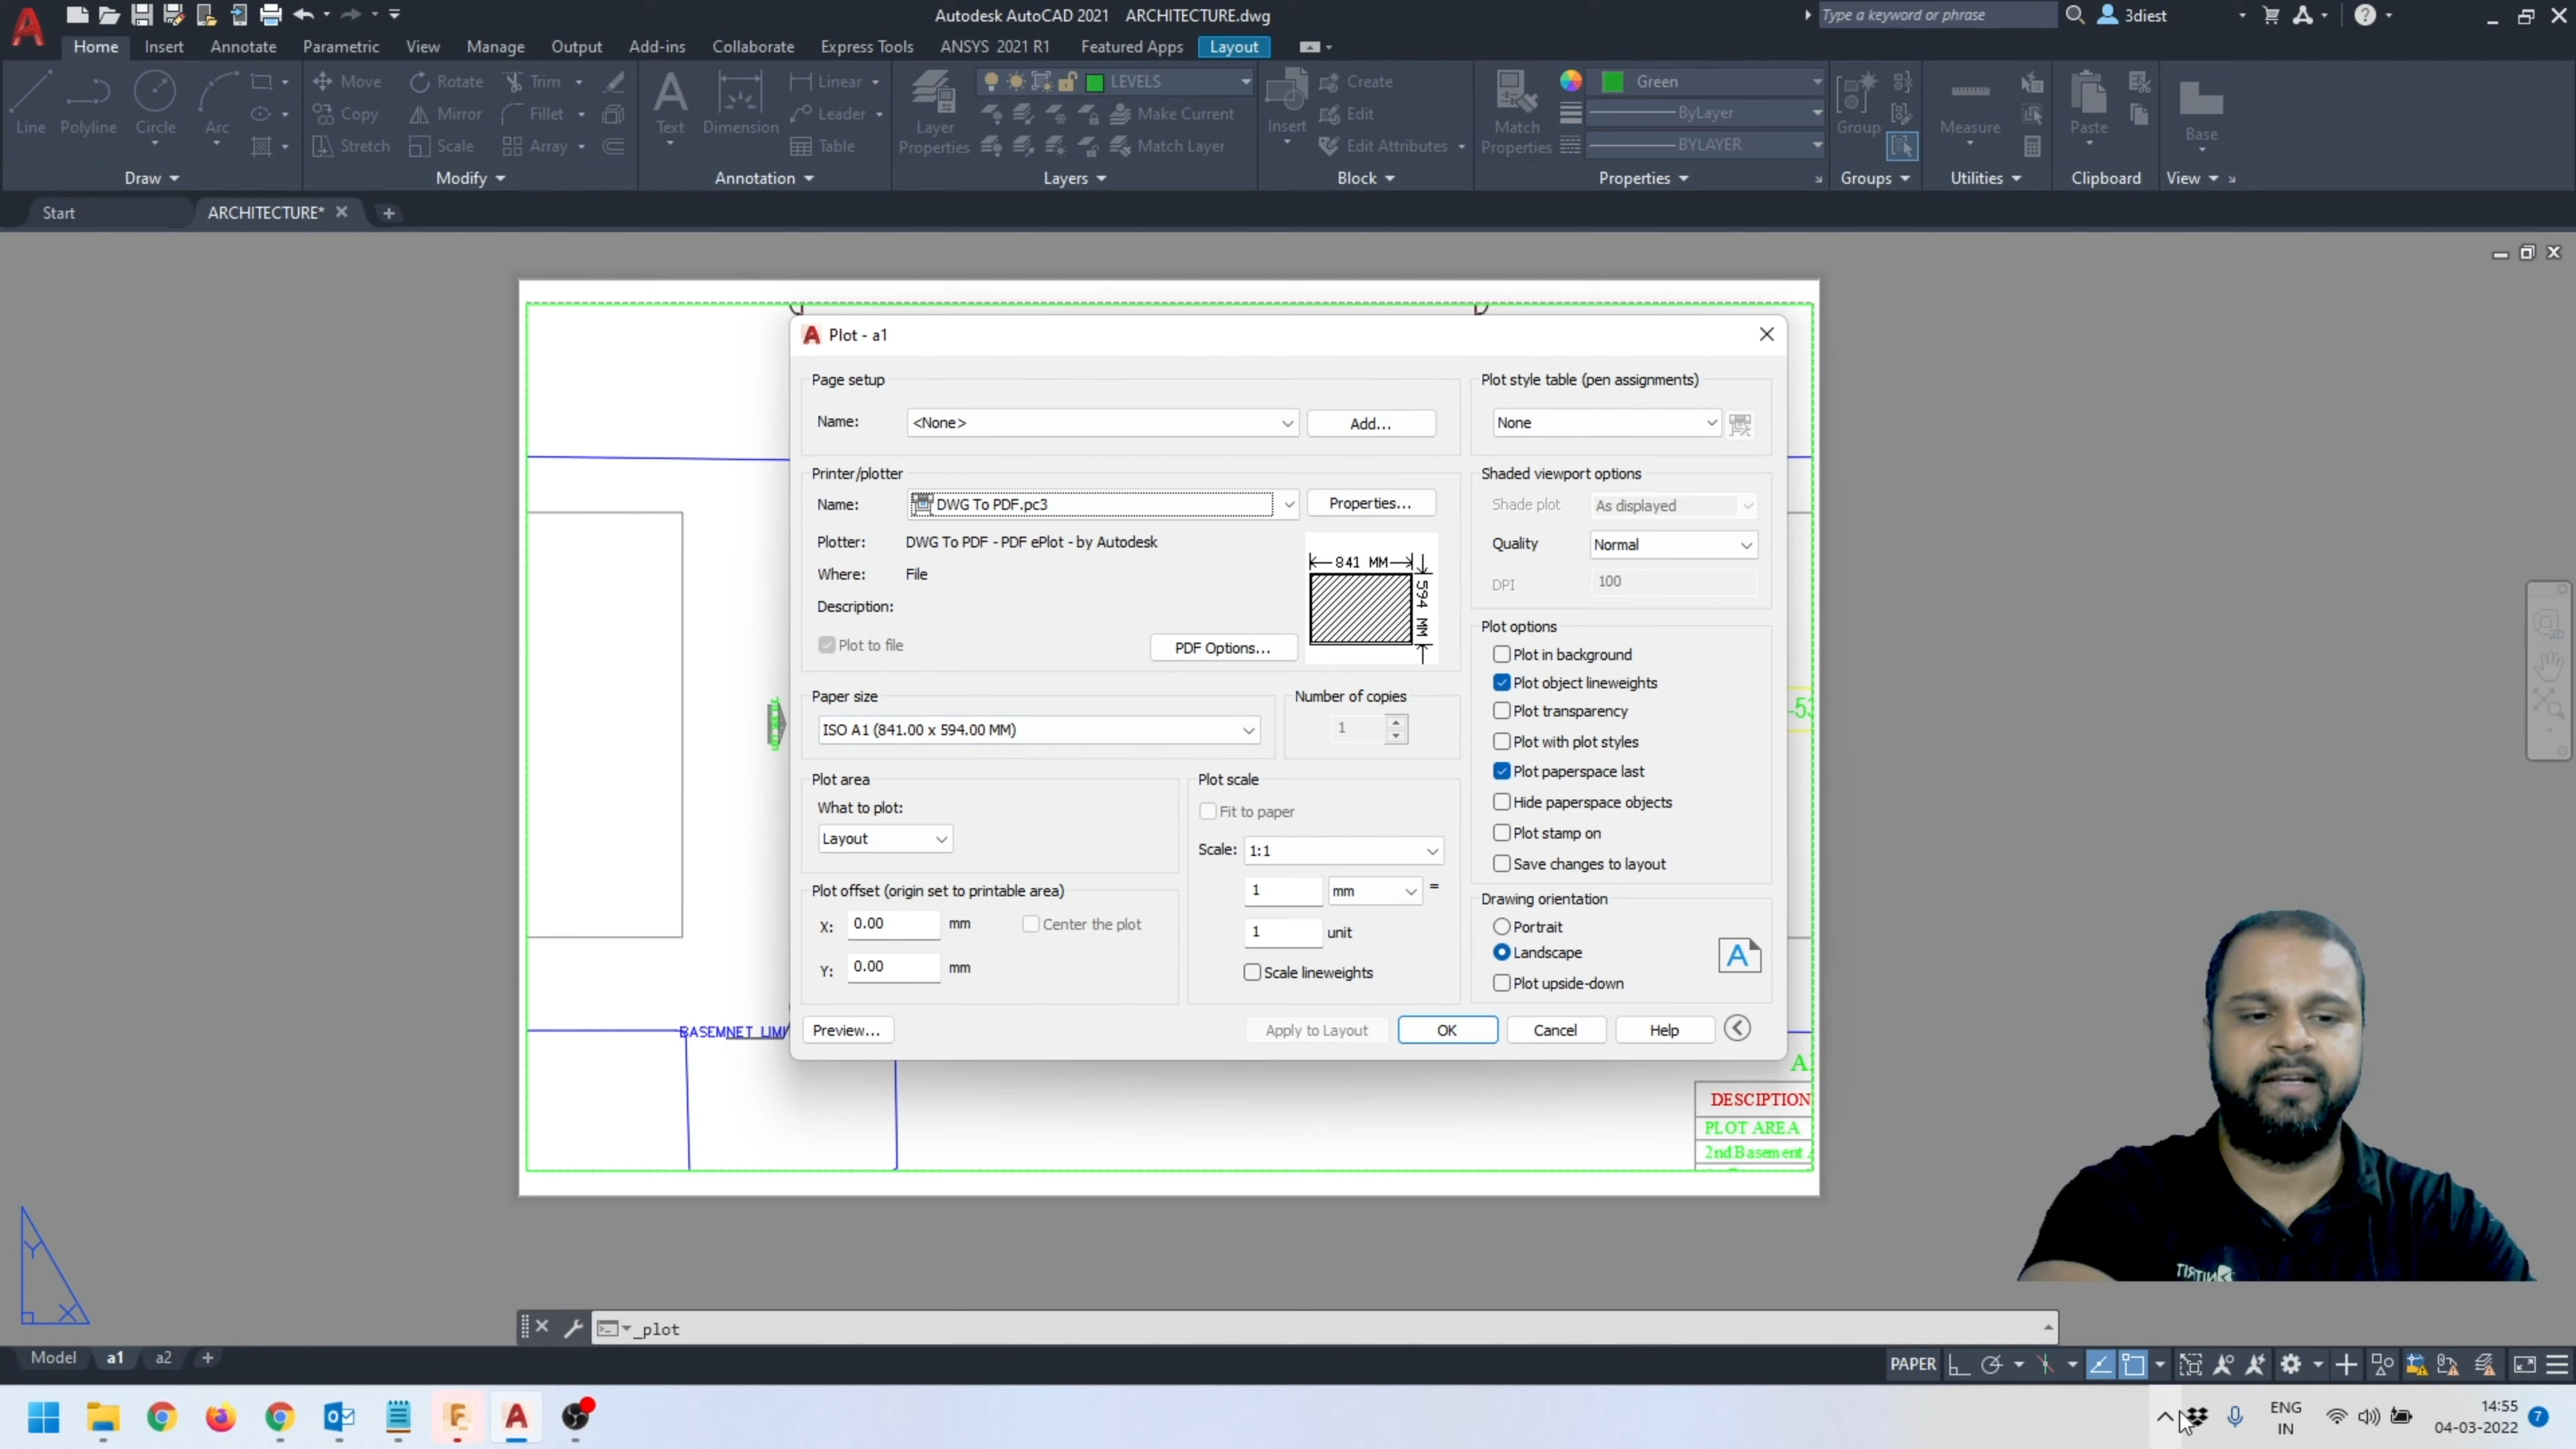 Autodesk AutoCAD 2021 ARCHITECTURE.dwg
Type a keyword or phrase
3diest
Home Insert Annotate Parametric View Manage Output Add-ins Collaborate Express Tools ANSYS 2021 R1 Featured Apps Layout
Line Polyline Circle Arc
Move Rotate Trim
Copy Mirror Fillet
Stretch Scale Array
Text Dimension
Linear
Leader
Table
Layer Properties
LEVELS
Make Current
Match Layer
Insert
Create
Edit
Edit Attributes
Match Properties
Green
ByLayer
BYLAYER
Group
Measure
Paste
Base
Draw Modify Annotation Layers Block Properties Groups Utilities Clipboard View
Start ARCHITECTURE*
Plot - a1
Page setup
Name: <None> Add...
Plot style table (pen assignments)
None
Printer/plotter
Name: DWG To PDF.pc3 Properties...
Plotter: DWG To PDF - PDF ePlot - by Autodesk
Where: File
Description:
Plot to file
PDF Options...
841 MM
594 MM
Shaded viewport options
Shade plot As displayed
Quality Normal
DPI 100
Paper size
ISO A1 (841.00 x 594.00 MM)
Number of copies
1
Plot options
Plot in background
Plot object lineweights
Plot transparency
Plot with plot styles
Plot paperspace last
Hide paperspace objects
Plot stamp on
Save changes to layout
Plot area
What to plot:
Layout
Plot scale
Fit to paper
Scale: 1:1
1 mm =
1 unit
Scale lineweights
Plot offset (origin set to printable area)
X: 0.00 mm Center the plot
Y: 0.00 mm
Drawing orientation
Portrait
Landscape
Plot upside-down
A
Preview... Apply to Layout OK Cancel Help
BASEMNET LIMI
-53
A
DESCIPTION
PLOT AREA
2nd Basement
Y
X
_plot
Model a1 a2
PAPER
ENG
IN
14:55
04-03-2022
7